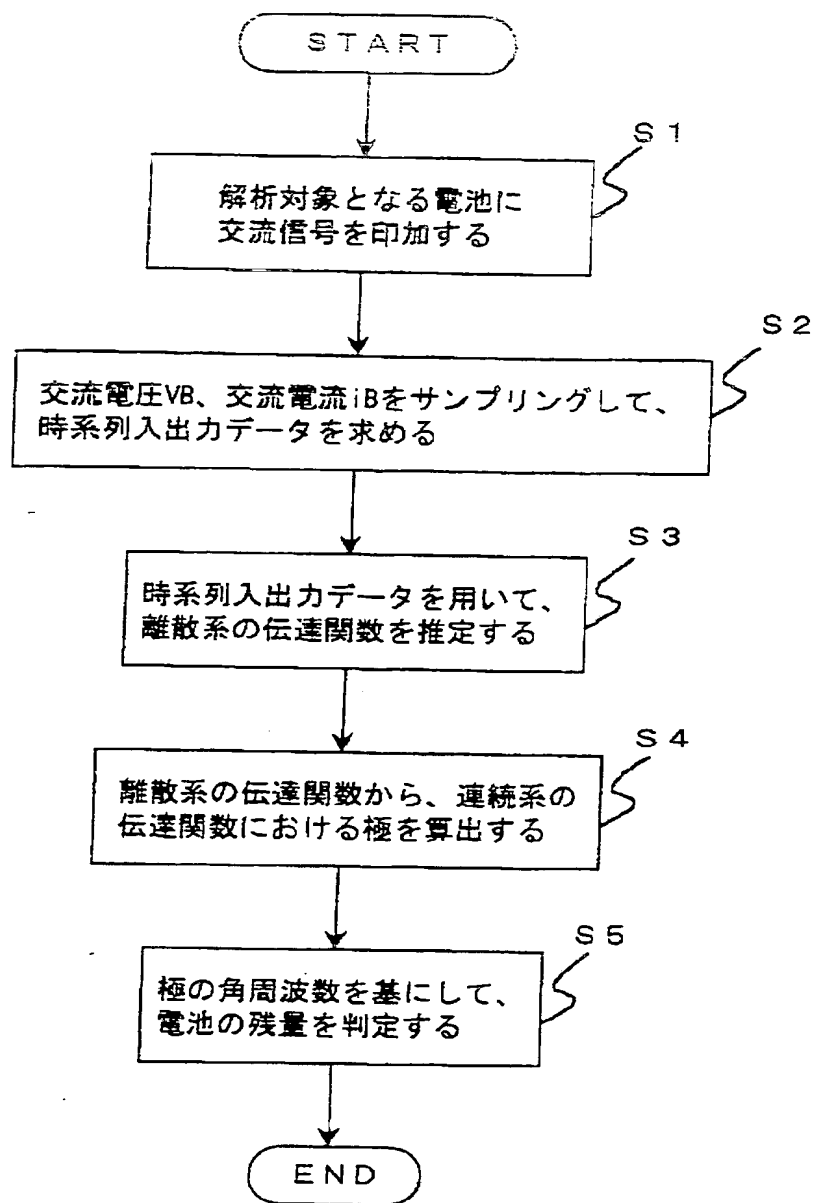 START
S1
解析対象となる電池に
交流信号を印加する
S2
交流電圧VB、交流電流iBをサンプリングして、
時系列入出力データを求める
S3
時系列入出力データを用いて、
離散系の伝達関数を推定する
S4
離散系の伝達関数から、連続系の
伝達関数における極を算出する
S5
極の角周波数を基にして、
電池の残量を判定する
END